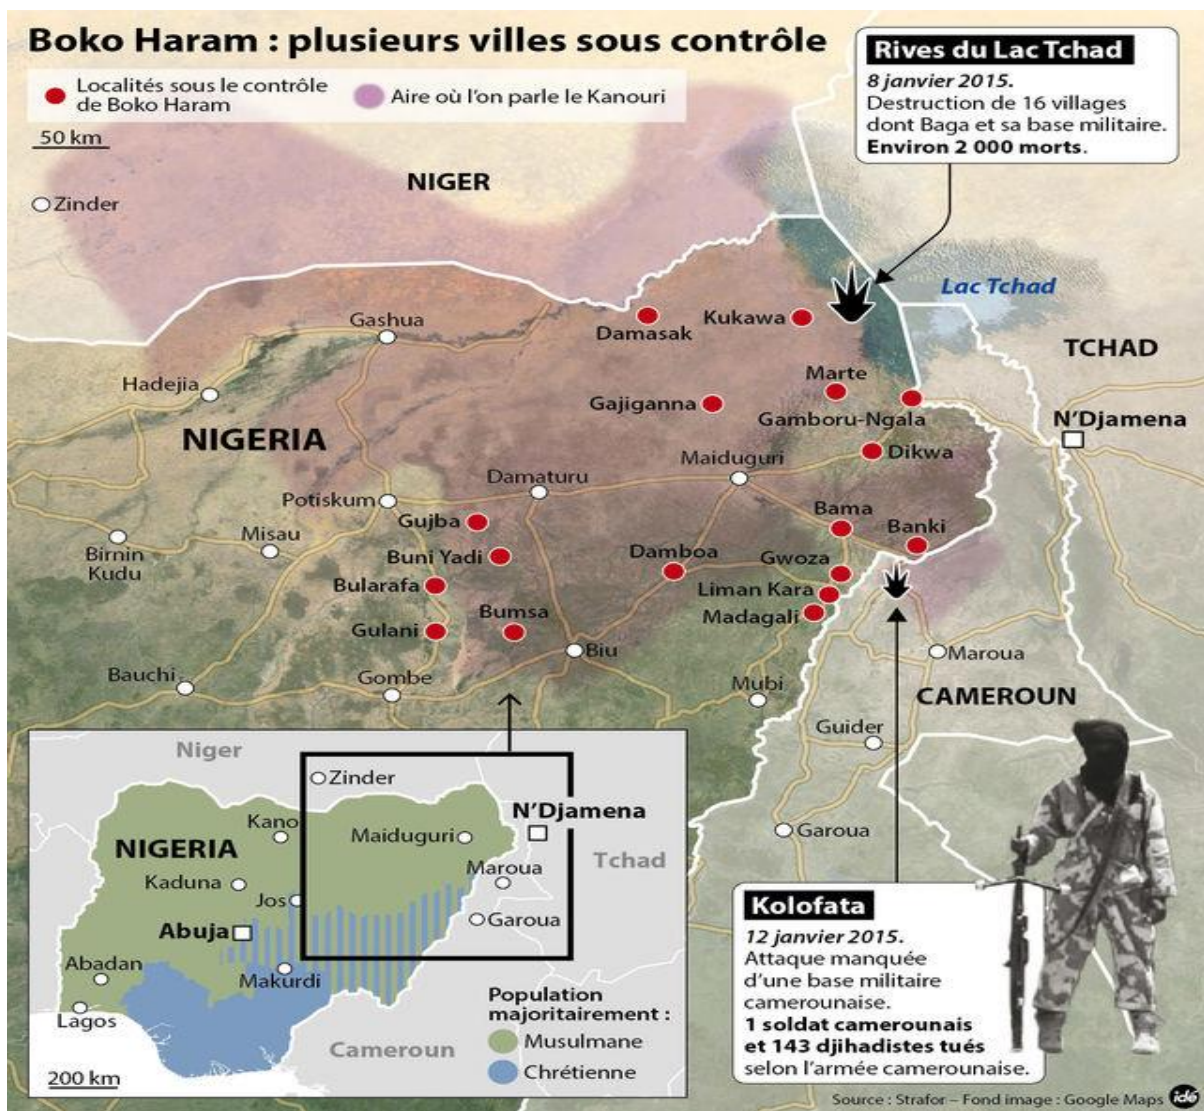 Boko Haram : plusieurs villes sous contrôle
Localités sous le contrôle
de Boko Haram
Aire où l'on parle le Kanouri
50 km
Rives du Lac Tchad
8 janvier 2015.
Destruction de 16 villages
dont Baga et sa base militaire.
Environ 2 000 morts.
NIGER
Zinder
Lac Tchad
Gashua
Damasak
Kukawa
TCHAD
Hadejia
Marte
Gajiganna
Gamboru-Ngala
N'Djamena
NIGERIA
Dikwa
Maiduguri
Damaturu
Potiskum
Gujba
Bama
Banki
Misau
Birnin
Kudu
Buni Yadi
Damboa
Gwoza
Bularafa
Liman Kara
Bumsa
Madagali
Gulani
Biu
Maroua
Bauchi
Gombe
Mubi
CAMEROUN
Guider
Garoua
Niger
Zinder
N'Djamena
Kano
Maiduguri
NIGERIA
Tchad
Kaduna
Maroua
Jos
Garoua
Abuja
Abadan
Makurdi
Lagos
Population
majoritairement :
Musulmane
Chrétienne
Cameroun
200 km
Kolofata
12 janvier 2015.
Attaque manquée
d'une base militaire
camerounaise.
1 soldat camerounais
et 143 djihadistes tués
selon l'armée camerounaise.
Source : Strafor – Fond image : Google Maps
idé